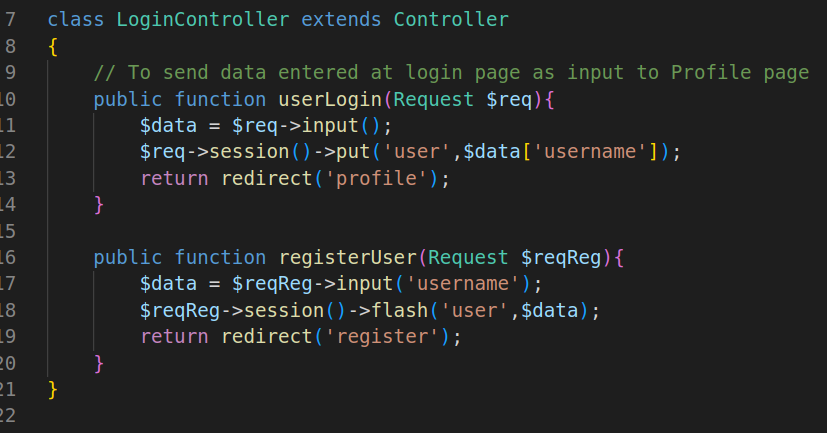 7 class LoginController extends Controller
8 {
9     // To send data entered at login page as input to Profile page
10     public function userLogin(Request $req){
11         $data = $req->input();
12         $req->session()->put('user',$data['username']);
13         return redirect('profile');
14     }
15
16     public function registerUser(Request $reqReg){
17         $data = $reqReg->input('username');
18         $reqReg->session()->flash('user',$data);
19         return redirect('register');
20     }
21 }
22